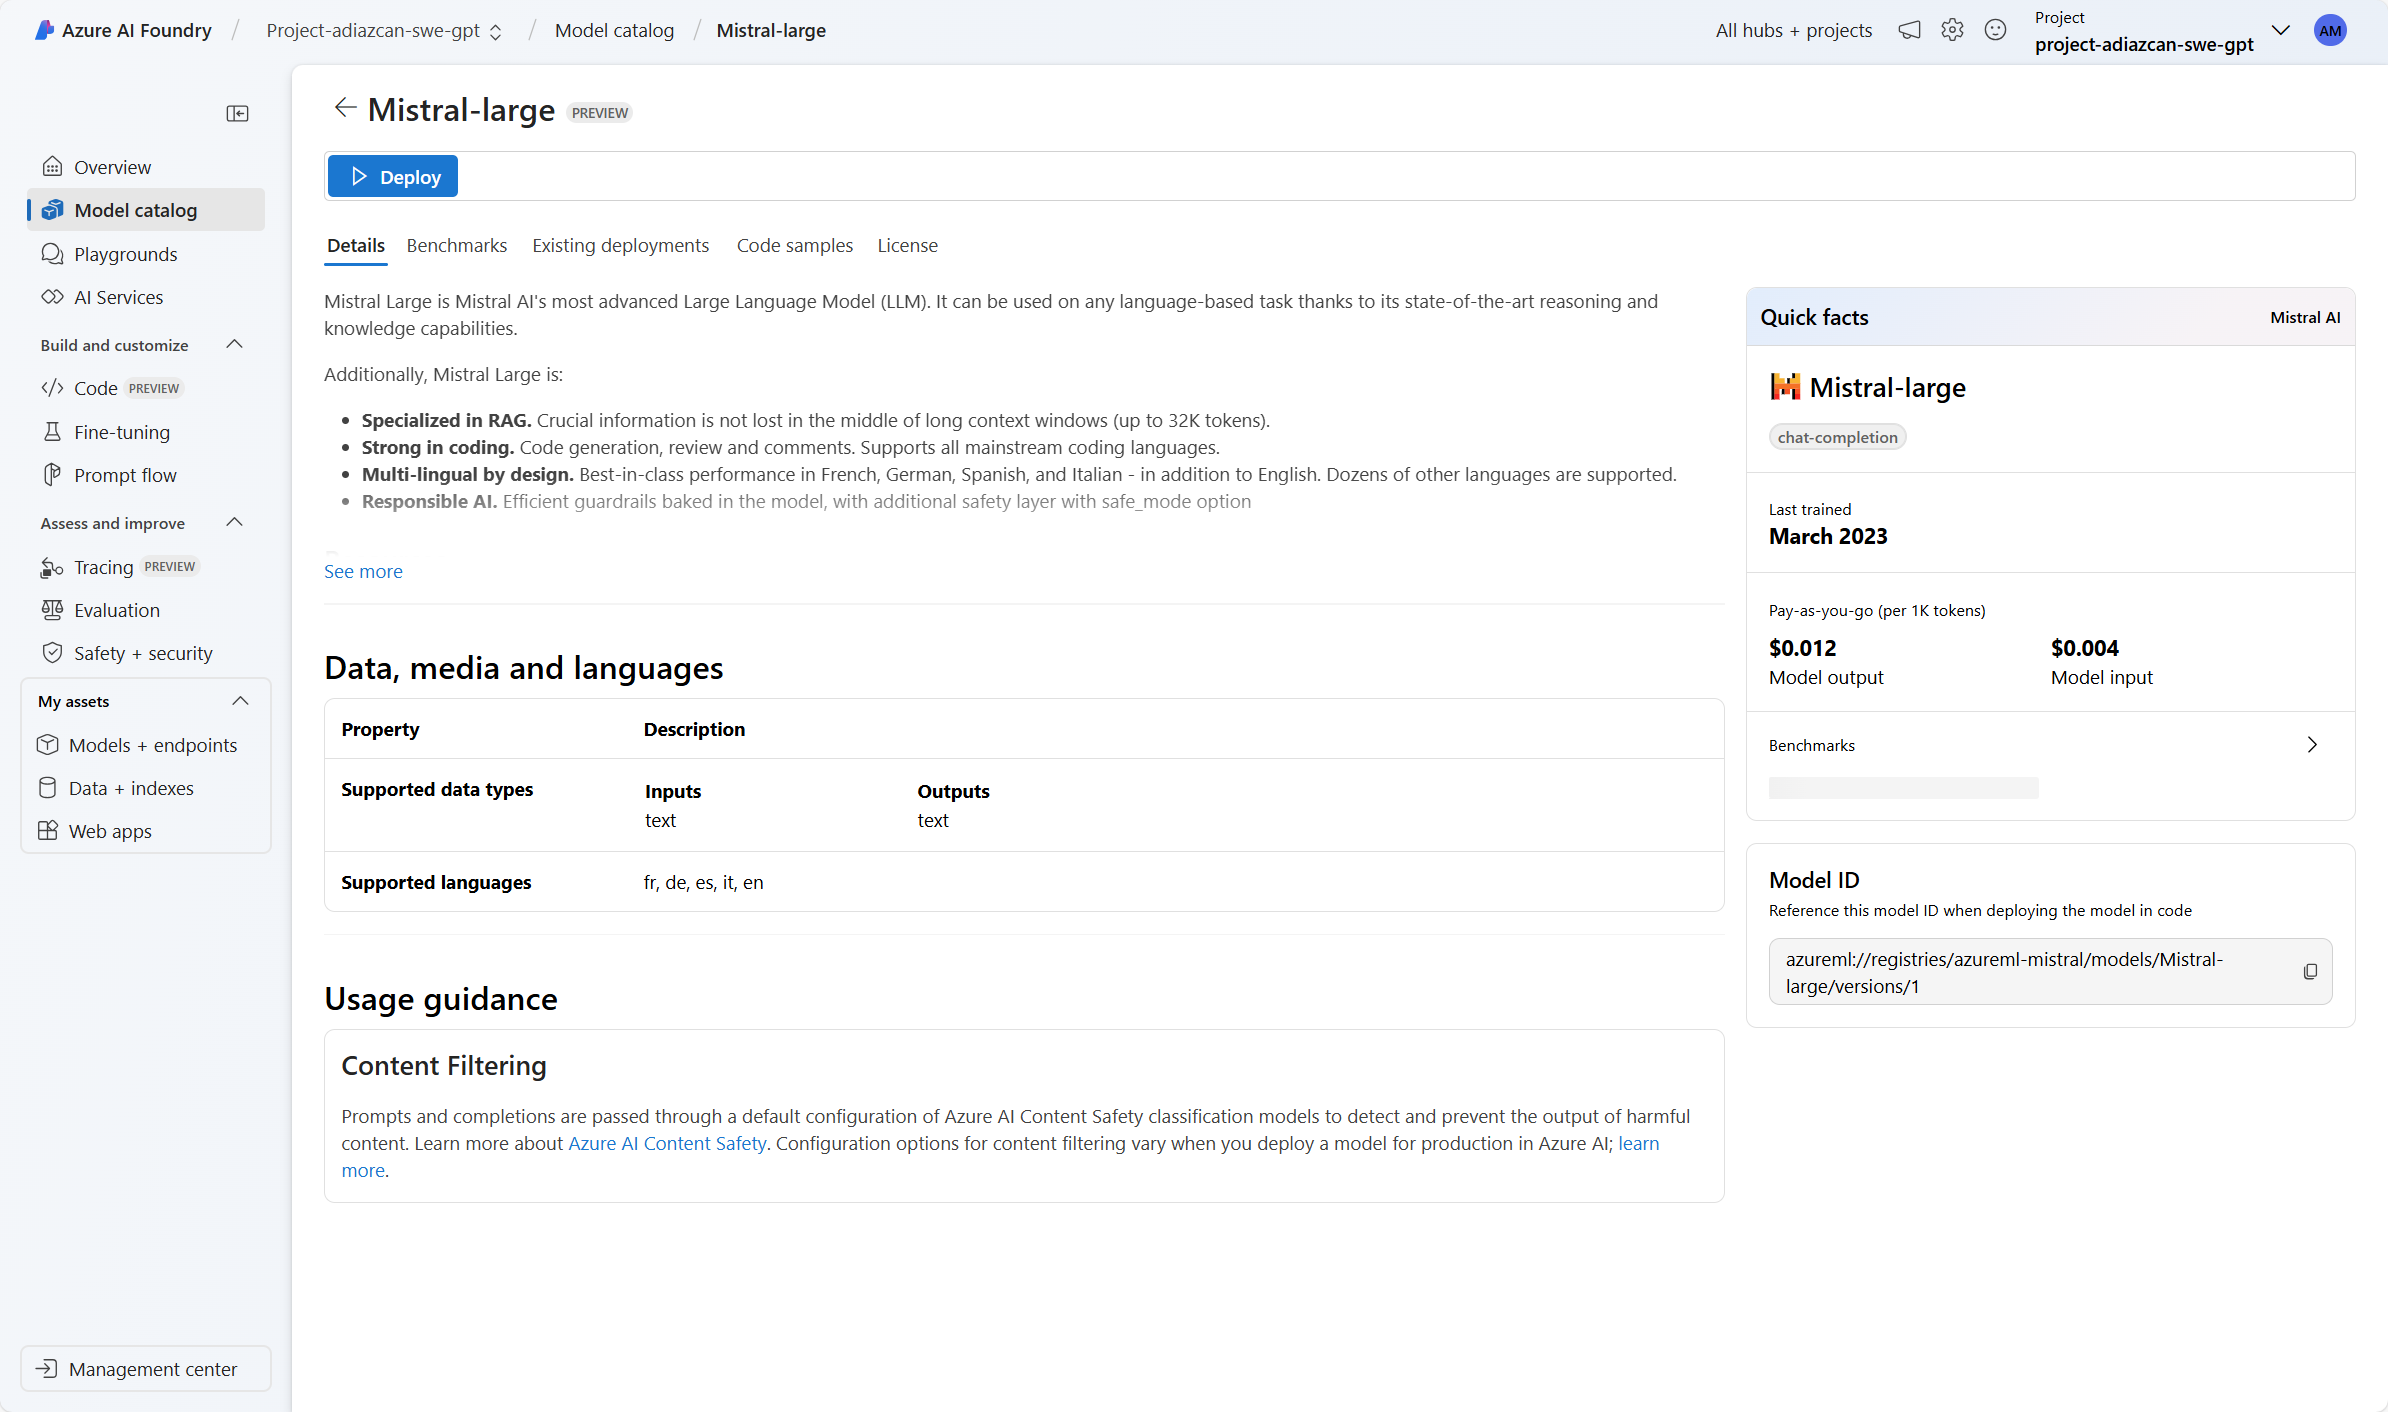 Azure AI Foundry / Project-adiazcan-swe-gpt / Model catalog / Mistral-large
All hubs + projects
Project
project-adiazcan-swe-gpt
AM
Overview
Model catalog
Playgrounds
AI Services
Build and customize
Code PREVIEW
Fine-tuning
Prompt flow
Assess and improve
Tracing PREVIEW
Evaluation
Safety + security
My assets
Models + endpoints
Data + indexes
Web apps
Management center
Mistral-large PREVIEW
Deploy
Details Benchmarks Existing deployments Code samples License
Mistral Large is Mistral AI's most advanced Large Language Model (LLM). It can be used on any language-based task thanks to its state-of-the-art reasoning and
knowledge capabilities.
Additionally, Mistral Large is:
• Specialized in RAG. Crucial information is not lost in the middle of long context windows (up to 32K tokens).
• Strong in coding. Code generation, review and comments. Supports all mainstream coding languages.
• Multi-lingual by design. Best-in-class performance in French, German, Spanish, and Italian - in addition to English. Dozens of other languages are supported.
• Responsible AI. Efficient guardrails baked in the model, with additional safety layer with safe_mode option
See more
Data, media and languages
Property Description
Supported data types Inputs Outputs
text text
Supported languages fr, de, es, it, en
Usage guidance
Content Filtering
Prompts and completions are passed through a default configuration of Azure AI Content Safety classification models to detect and prevent the output of harmful
content. Learn more about Azure AI Content Safety. Configuration options for content filtering vary when you deploy a model for production in Azure AI; learn
more.
Quick facts Mistral AI
Mistral-large
chat-completion
Last trained
March 2023
Pay-as-you-go (per 1K tokens)
$0.012 $0.004
Model output Model input
Benchmarks
Model ID
Reference this model ID when deploying the model in code
azureml://registries/azureml-mistral/models/Mistral-
large/versions/1